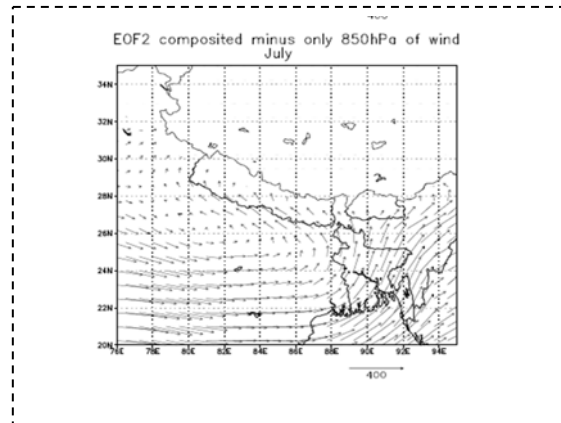 400
EOF2 composited minus only 850hPa of wind
July
34N
32N
30N
28N
26N
24N
22N
20N
76E 78E 80E 82E 84E 86E 88E 90E 92E 94E
400